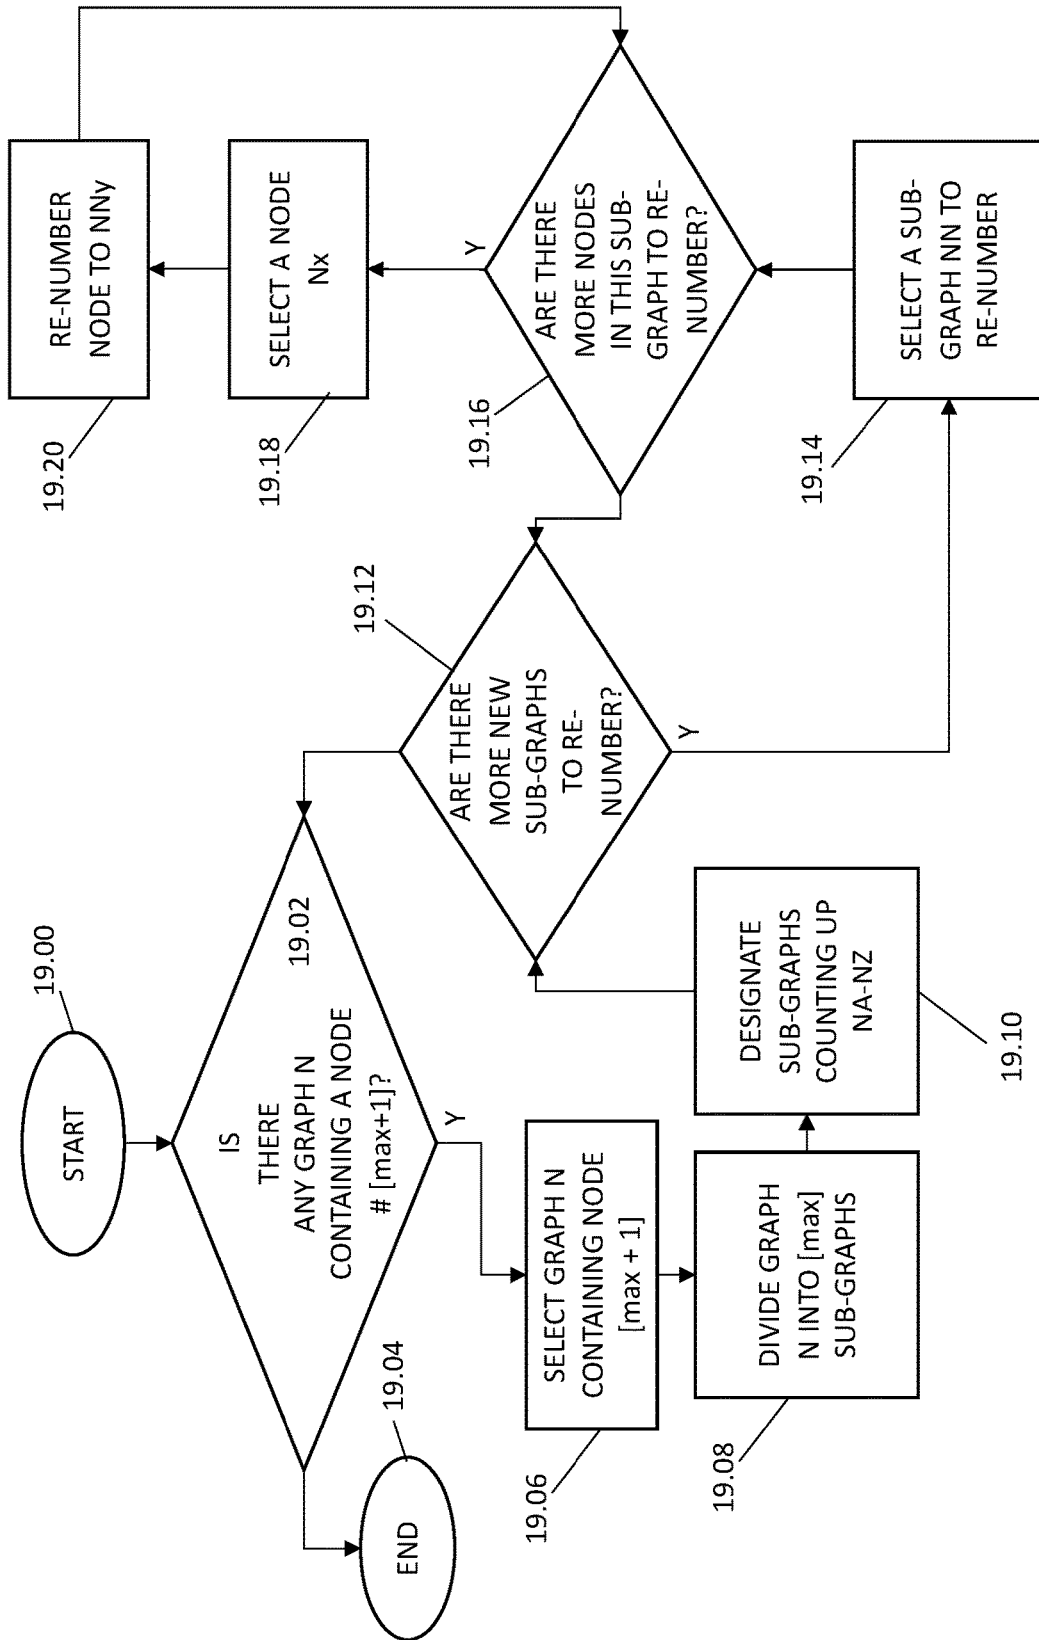 START
19.00
IS
THERE
ANY GRAPH N
CONTAINING A NODE
# [max+1]?
19.02
Y
END
19.04
SELECT GRAPH N
CONTAINING NODE
[max + 1]
19.06
DIVIDE GRAPH
N INTO [max]
SUB-GRAPHS
19.08
DESIGNATE
SUB-GRAPHS
COUNTING UP
NA-NZ
19.10
ARE THERE
MORE NEW
SUB-GRAPHS
TO RE-
NUMBER?
19.12
Y
SELECT A SUB-
GRAPH NN TO
RE-NUMBER
19.14
ARE THERE
MORE NODES
IN THIS SUB-
GRAPH TO RE-
NUMBER?
19.16
Y
SELECT A NODE
Nx
19.18
RE-NUMBER
NODE TO NNy
19.20